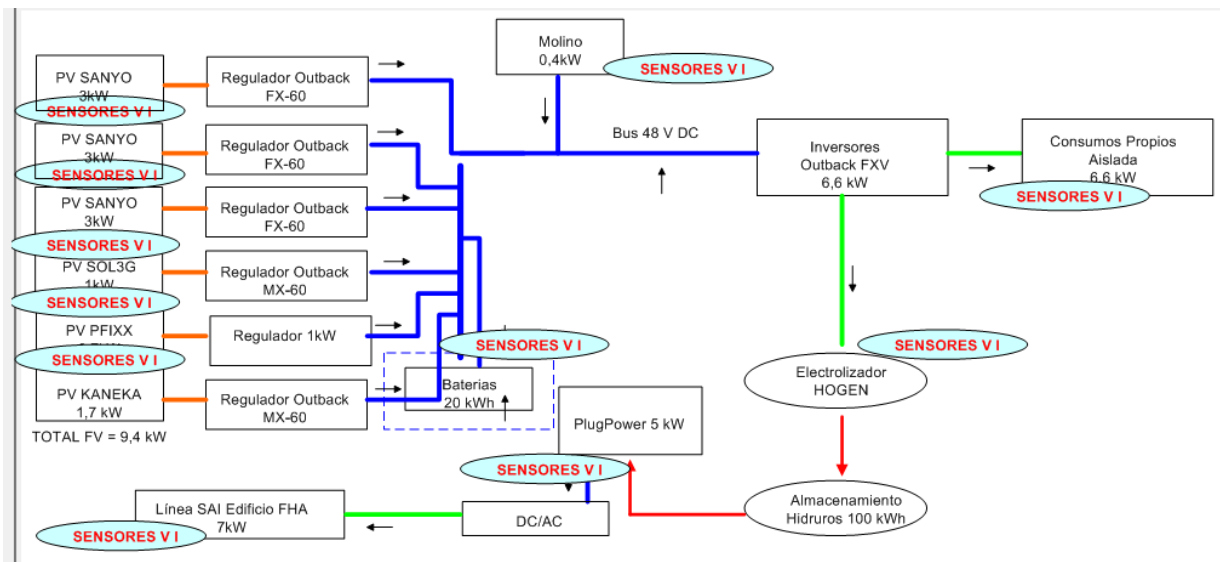 Molino
0,4kW
SENSORES V I
PV SANYO
3kW
SENSORES V I
Regulador Outback
FX-60
PV SANYO
3kW
SENSORES V I
Regulador Outback
FX-60
Bus 48 V DC
Inversores
Outback FXV
6,6 kW
Consumos Propios
Aislada
6,6 kW
SENSORES V I
PV SANYO
3kW
SENSORES V I
Regulador Outback
FX-60
PV SOL3G
1kW
SENSORES V I
Regulador Outback
MX-60
PV PFIXX
SENSORES V I
Regulador 1kW
SENSORES V I
SENSORES V I
PV KANEKA
1,7 kW
Regulador Outback
MX-60
Baterias
20 kWh
Electrolizador
HOGEN
TOTAL FV = 9,4 kW
PlugPower 5 kW
SENSORES V I
Línea SAI Edificio FHA
7kW
SENSORES V I
DC/AC
Almacenamiento
Hidruros 100 kWh